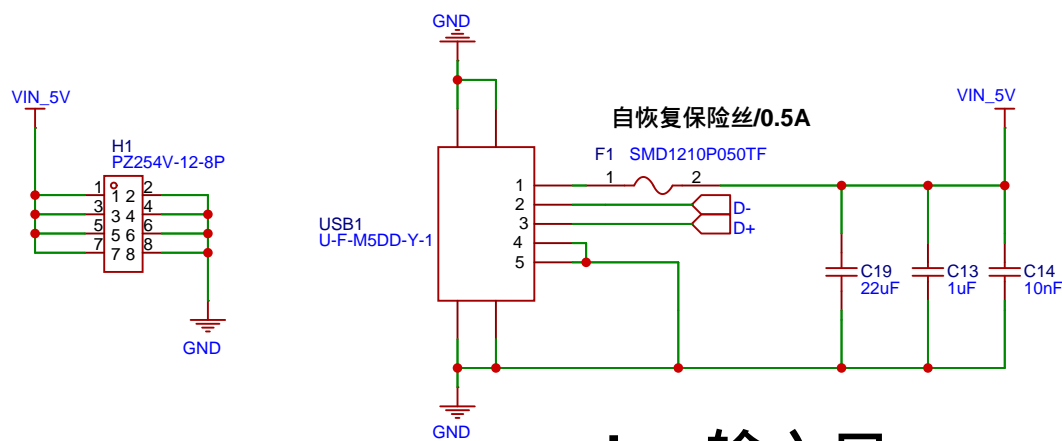 GND
VIN_5V
H1
PZ254V-12-8P
1 1 2 2
3 3 4 4
5 5 6 6
7 7 8 8
GND
USB1
U-F-M5DD-Y-1
1
2
3
4
5
自恢复保险丝/0.5A
F1 SMD1210P050TF
1 2
D-
D+
VIN_5V
C19
22uF
C13
1uF
C14
10nF
GND